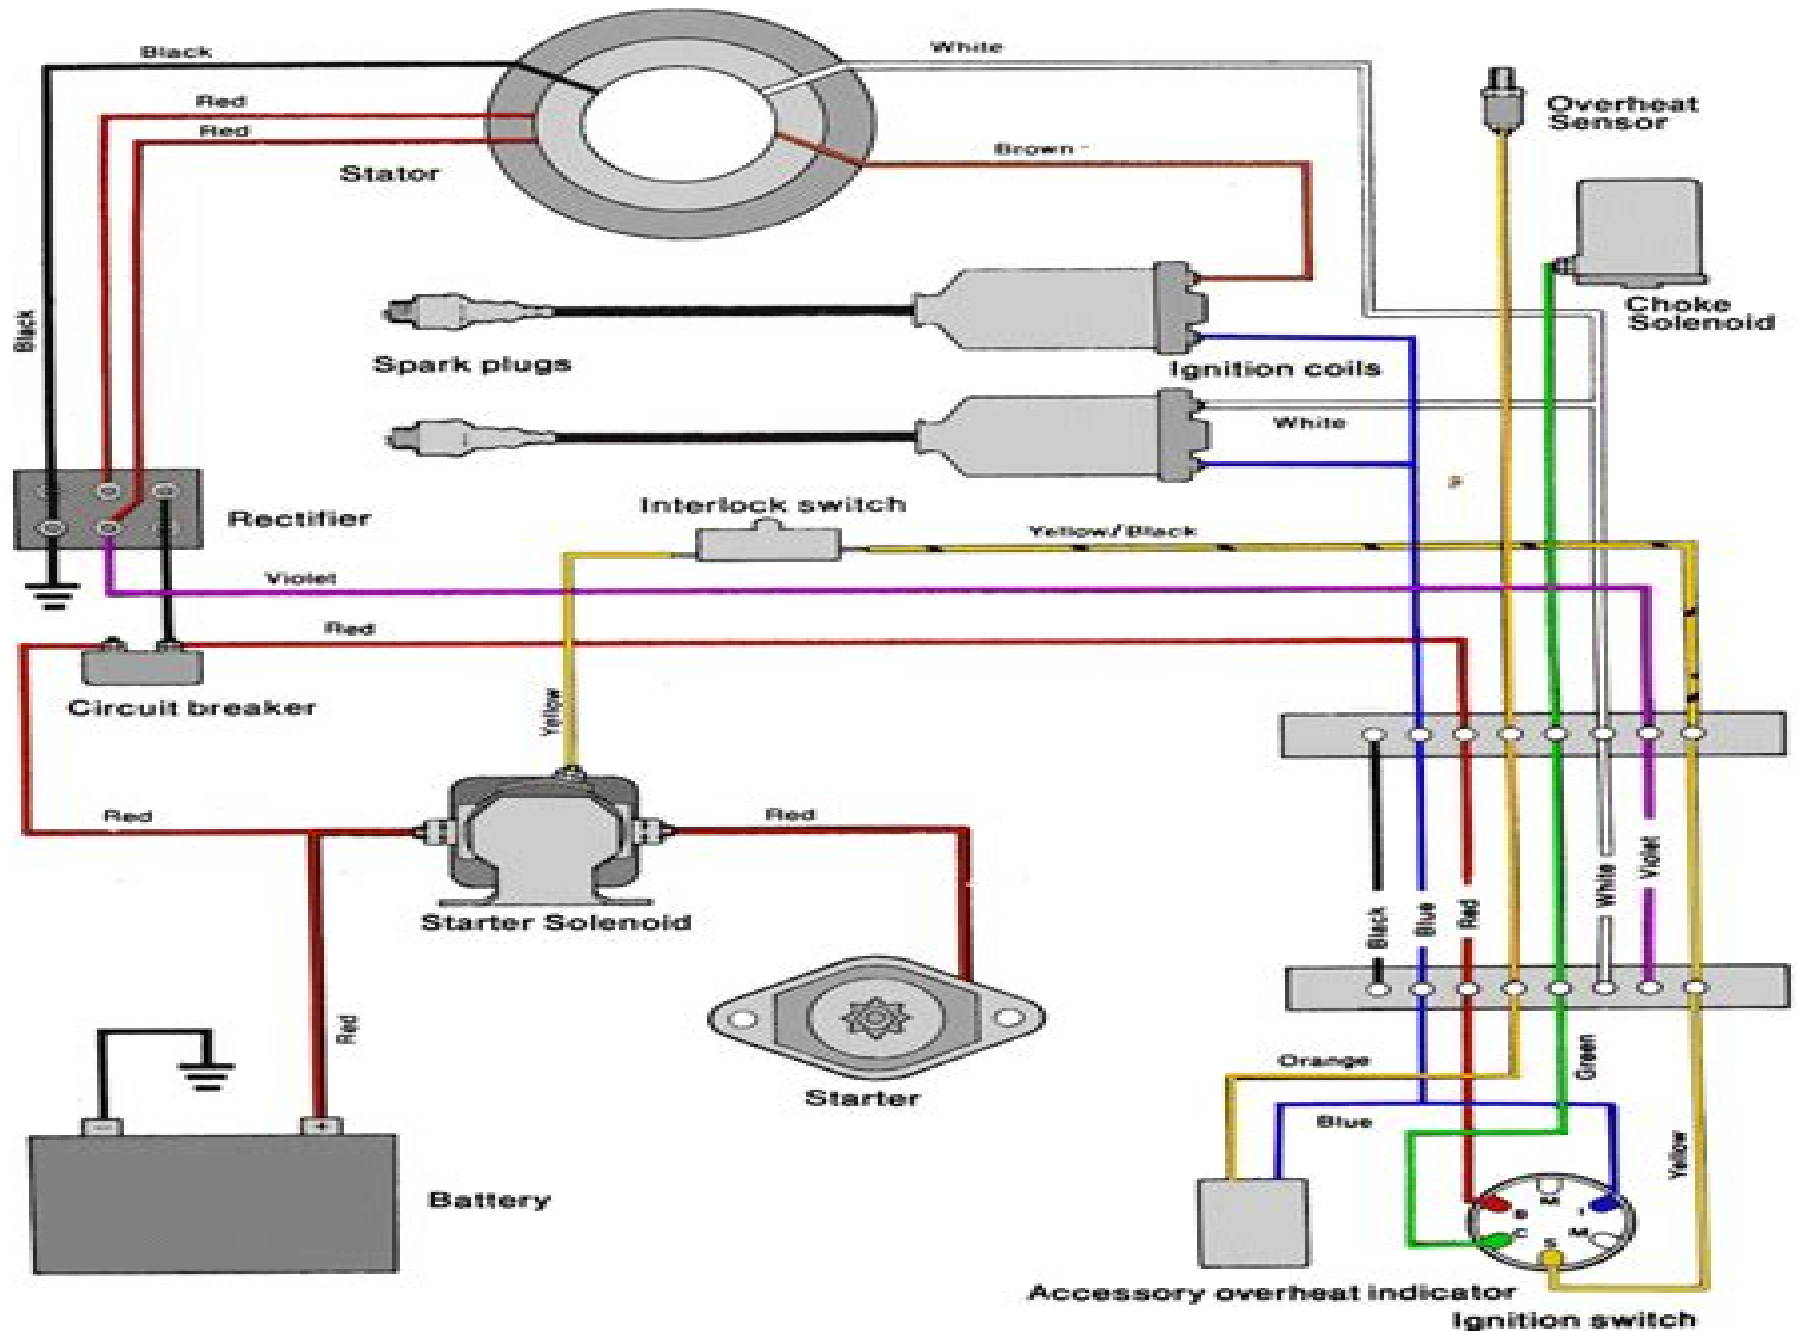 Black
White
Red
Red
Overheat
Sensor
Brown
Stator
Black
Choke
Solenoid
Spark plugs
Ignition coils
White
Interlock switch
Rectifier
Yellow/Black
Violet
Red
Yellow
Circuit breaker
Red
Red
Starter Solenoid
Black
Blue
Red
White
Violet
Red
Orange
Green
Starter
Blue
Yellow
Battery
- +
M
B
I
C
M
S
Accessory overheat indicator
Ignition switch